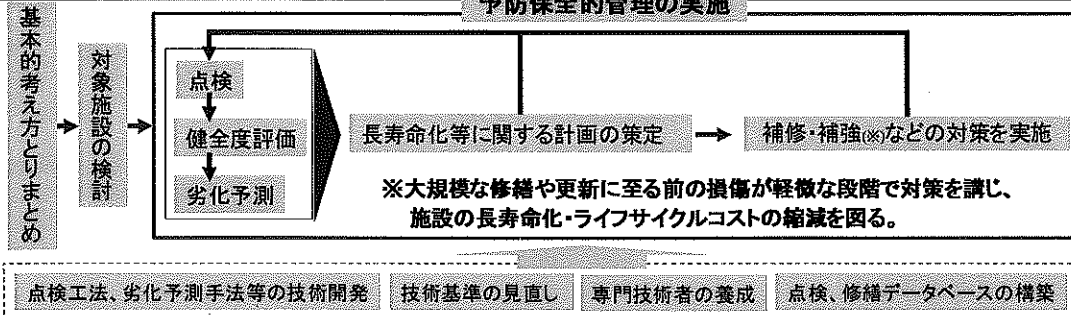 予防保全的管理の実施
基本的考え方とりまとめ
対象施設の検討
点検
健全度評価
劣化予測
長寿命化等に関する計画の策定
補修・補強(※)などの対策を実施
※大規模な修繕や更新に至る前の損傷が軽微な段階で対策を講じ、
施設の長寿命化・ライフサイクルコストの縮減を図る。
点検工法、劣化予測手法等の技術開発
技術基準の見直し
専門技術者の養成
点検、修繕データベースの構築